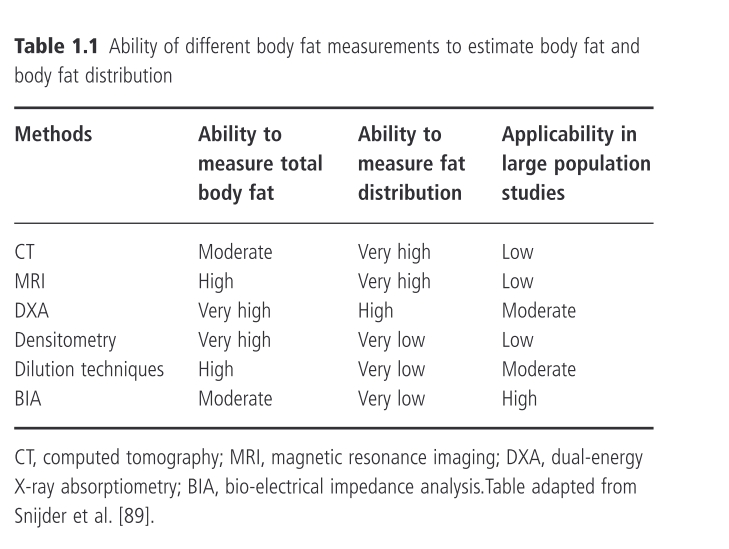 Table 1.1 Ability of different body fat measurements to estimate body fat and
body fat distribution
Methods Ability to measure total body fat Ability to measure fat distribution Applicability in large population studies
CT Moderate Very high Low
MRI High Very high Low
DXA Very high High Moderate
Densitometry Very high Very low Low
Dilution techniques High Very low Moderate
BIA Moderate Very low High
CT, computed tomography; MRI, magnetic resonance imaging; DXA, dual-energy
X-ray absorptiometry; BIA, bio-electrical impedance analysis.Table adapted from
Snijder et al. [89].